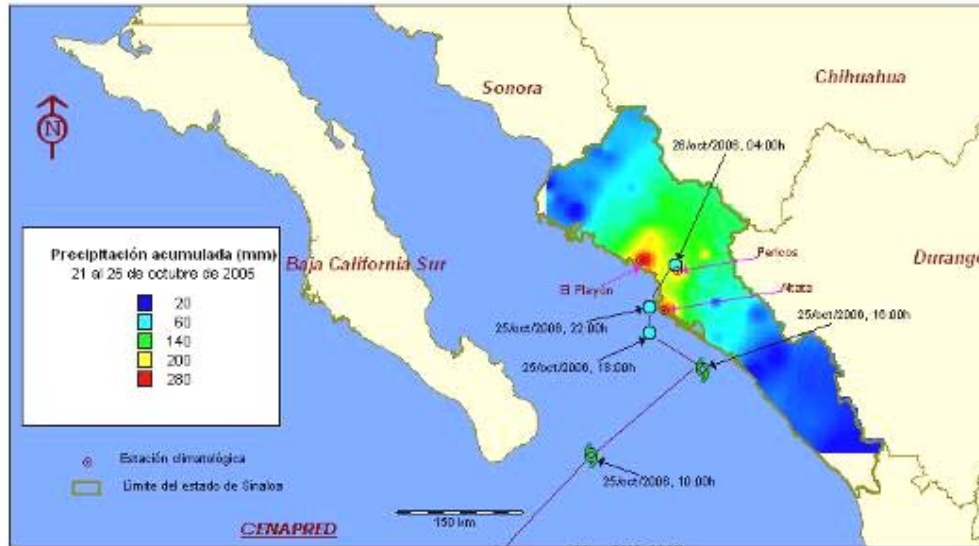 Sonora
Chihuahua
26/oct/2006, 04:00h
N
Precipitación acumulada (mm)
21 al 26 de octubre de 2006
20
60
140
200
280
Baja California Sur
Durango
Pericos
El Playón
Altata
25/oct/2006, 16:00h
25/oct/2006, 22:00h
25/oct/2006, 18:00h
Estación climatológica
Límite del estado de Sinaloa
25/oct/2006, 10:00h
CENAPRED
150 km